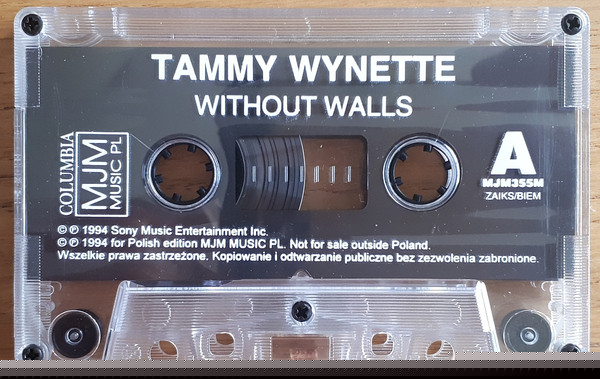 TAMMY WYNETTE
WITHOUT WALLS
COLUMBIA
MJM
MUSIC PL
A
MJM355M
ZAIKS/BIEM
© ℗ 1994 Sony Music Entertainment Inc.
© ℗ 1994 for Polish edition MJM MUSIC PL. Not for sale outside Poland.
Wszelkie prawa zastrzeżone. Kopiowanie i odtwarzanie publiczne bez zezwolenia zabronione.